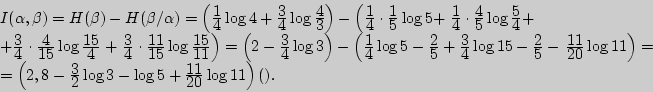 I(α, β) = H(β) − H(β/α) = (1/4 log 4 + 3/4 log 4/3) − (1/4 · 1/5 log 5 + 1/4 · 4/5 log 5/4 +
+ 3/4 · 4/15 log 15/4 + 3/4 · 11/15 log 15/11) = (2 − 3/4 log 3) − (1/4 log 5 − 2/5 + 3/4 log 15 − 2/5 − 11/20 log 11) =
= (2, 8 − 3/2 log 3 − log 5 + 11/20 log 11) ().